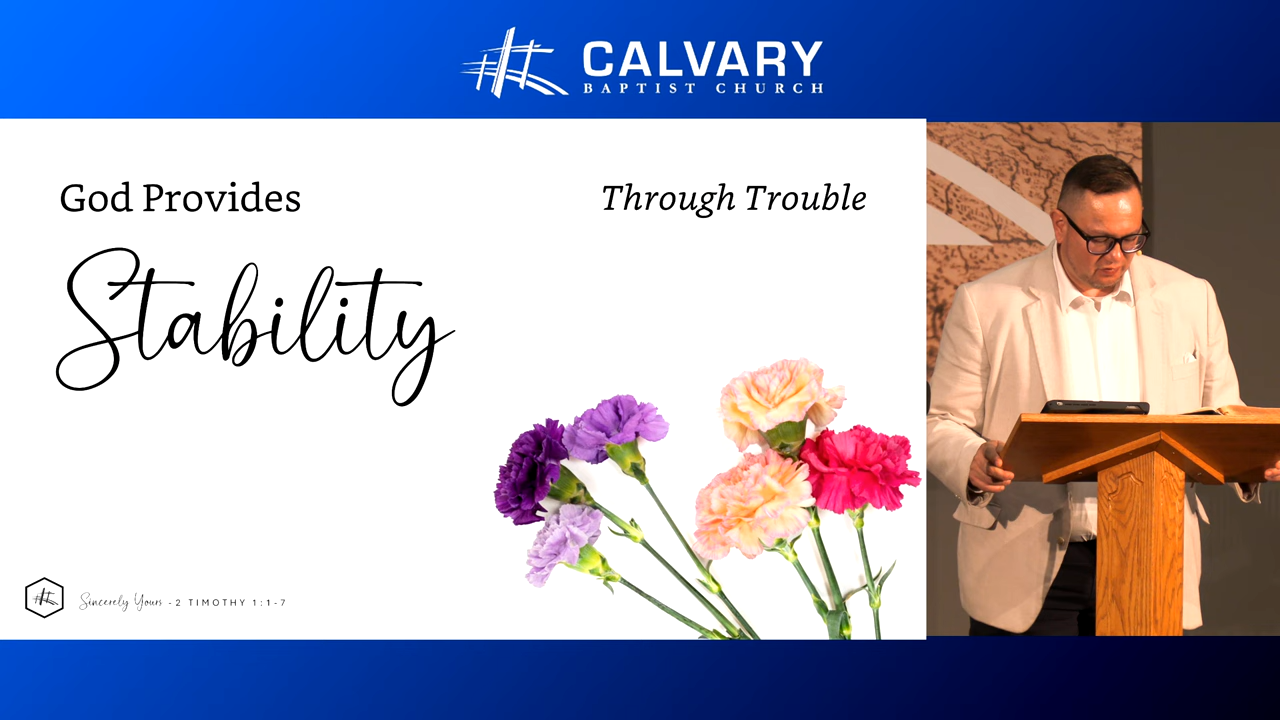 CALVARY
BAPTIST CHURCH
God Provides
Through Trouble
Stability
Sincerely Yours - 2 TIMOTHY 1:1-7